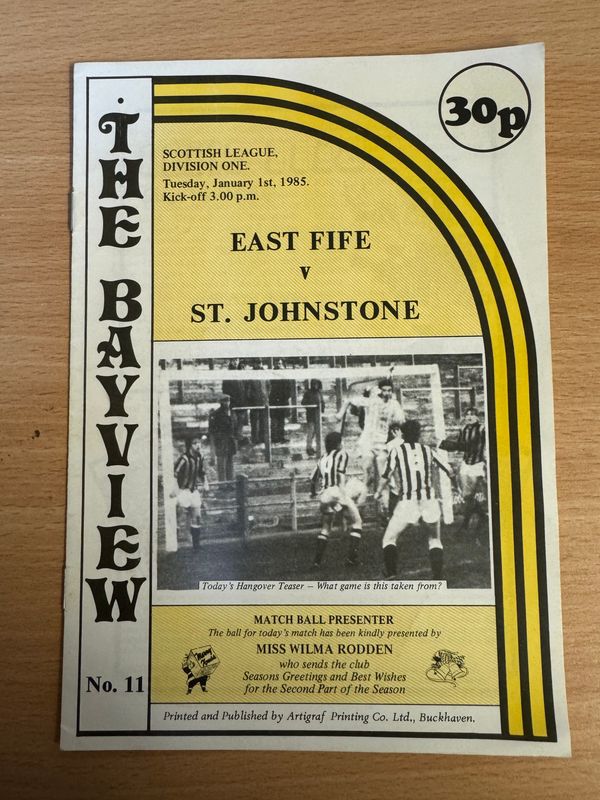 30p
THE BAYVIEW
SCOTTISH LEAGUE,
DIVISION ONE.
Tuesday, January 1st, 1985.
Kick-off 3.00 p.m.
EAST FIFE
v
ST. JOHNSTONE
Today's Hangover Teaser – What game is this taken from?
MATCH BALL PRESENTER
The ball for today's match has been kindly presented by
MISS WILMA RODDEN
who sends the club
Seasons Greetings and Best Wishes
for the Second Part of the Season
No. 11
Printed and Published by Artigraf Printing Co. Ltd., Buckhaven.